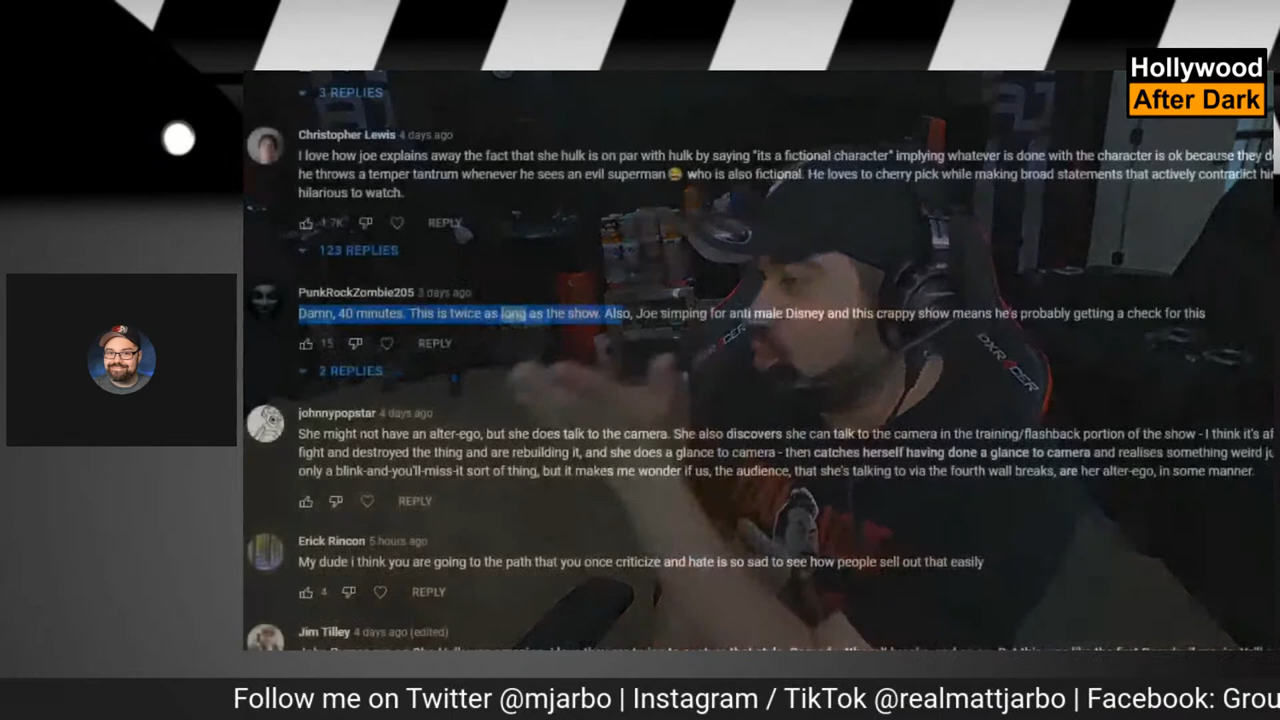 Hollywood
After Dark
3 REPLIES
Christopher Lewis 4 days ago
I love how joe explains away the fact that she hulk is on par with hulk by saying "its a fictional character" implying whatever is done with the character is ok because they
he throws a temper tantrum whenever he sees an evil superman 😂 who is also fictional. He loves to cherry pick while making broad statements that actively contradict
hilarious to watch.
1.7K REPLY
123 REPLIES
PunkRockZombie205 3 days ago
Damn, 40 minutes. This is twice as long as the show. Also, Joe simping for anti male Disney and this crappy show means he's probably getting a check for this
15 REPLY
2 REPLIES
johnnypopstar 4 days ago
She might not have an alter-ego, but she does talk to the camera. She also discovers she can talk to the camera in the training/flashback portion of the show - I think it's
fight and destroyed the thing and are rebuilding it, and she does a glance to camera - then catches herself having done a glance to camera and realises something weird
only a blink-and-you'll-miss-it sort of thing, but it makes me wonder if us, the audience, that she's talking to via the fourth wall breaks, are her alter-ego, in some manner.
REPLY
Erick Rincon 5 hours ago
My dude i think you are going to the path that you once criticize and hate is so sad to see how people sell out that easily
4 REPLY
Jim Tilley 4 days ago (edited)
DXRACER
DXRACER
Follow me on Twitter @mjarbo | Instagram / TikTok @realmattjarbo | Facebook: Grou